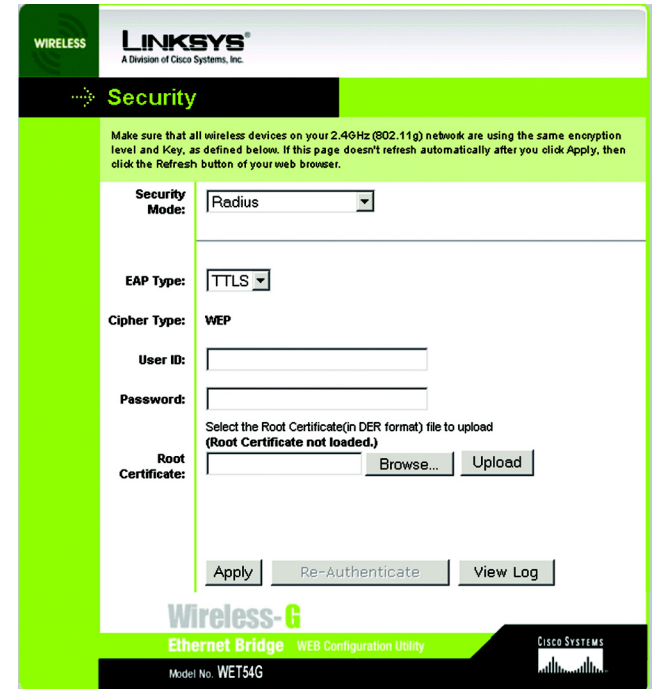 WIRELESS
LINKSYS®
A Division of Cisco Systems, Inc.
Security
Make sure that all wireless devices on your 2.4GHz (802.11g) network are using the same encryption
level and Key, as defined below. If this page doesn't refresh automatically after you click Apply, then
click the Refresh button of your web browser.
Security
Mode:
Radius
EAP Type:
TTLS
Cipher Type:
WEP
User ID:
Password:
Select the Root Certificate(in DER format) file to upload
(Root Certificate not loaded.)
Root
Certificate:
Browse...
Upload
Apply
Re-Authenticate
View Log
Wireless-G
Ethernet Bridge WEB Configuration Utility
CISCO SYSTEMS
Model No. WET54G